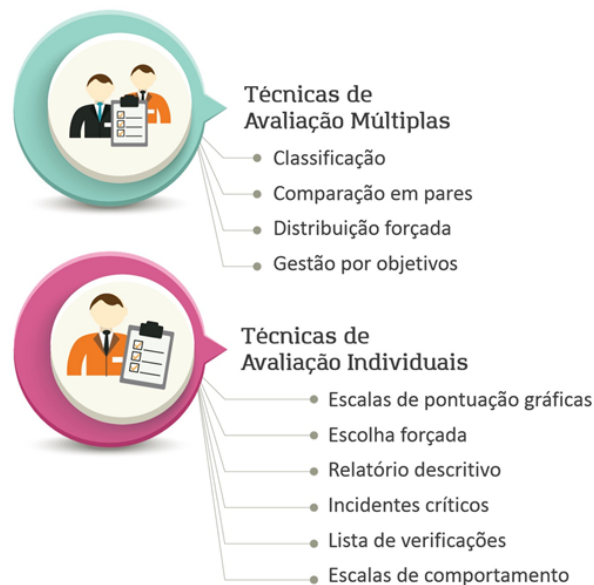 Técnicas de
Avaliação Múltiplas
Classificação
Comparação em pares
Distribuição forçada
Gestão por objetivos
Técnicas de
Avaliação Individuais
Escalas de pontuação gráficas
Escolha forçada
Relatório descritivo
Incidentes críticos
Lista de verificações
Escalas de comportamento